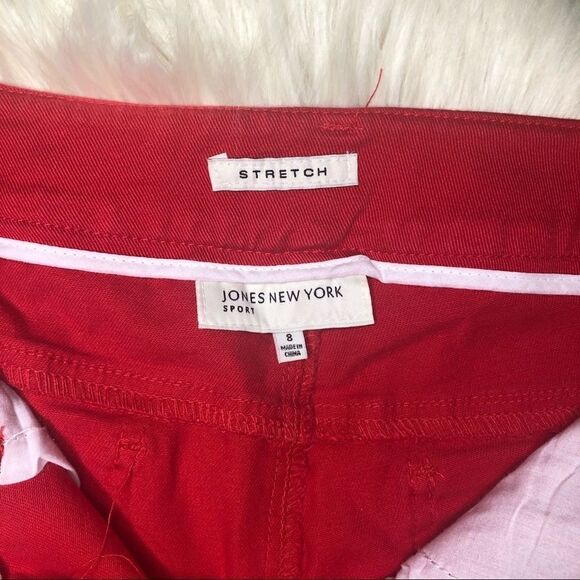 STRETCH
JONES NEW YORK
SPORT
8
MADE IN
CHINA